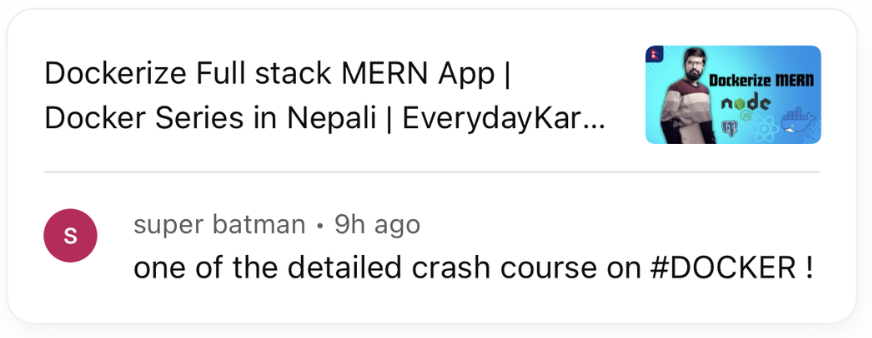 Dockerize Full stack MERN App |
Docker Series in Nepali | EverydayKar...
Dockerize MERN
node
JS
S
super batman • 9h ago
one of the detailed crash course on #DOCKER !